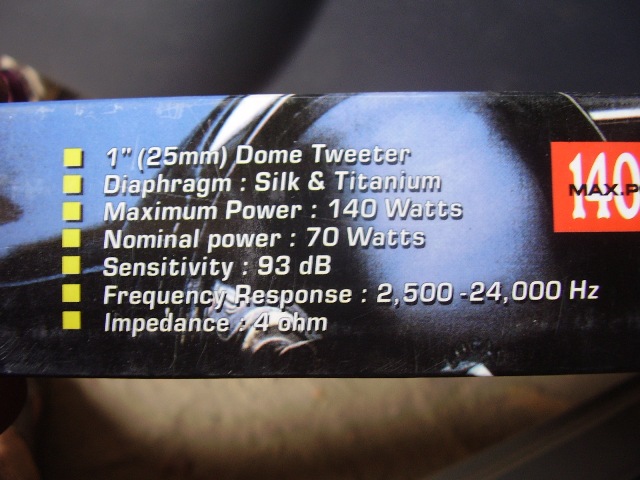 1" (25mm) Dome Tweeter
Diaphragm : Silk & Titanium
Maximum Power : 140 Watts
Nominal power : 70 Watts
Sensitivity : 93 dB
Frequency Response : 2,500 -24,000 Hz
Impedance : 4 ohm
140
MAX.P